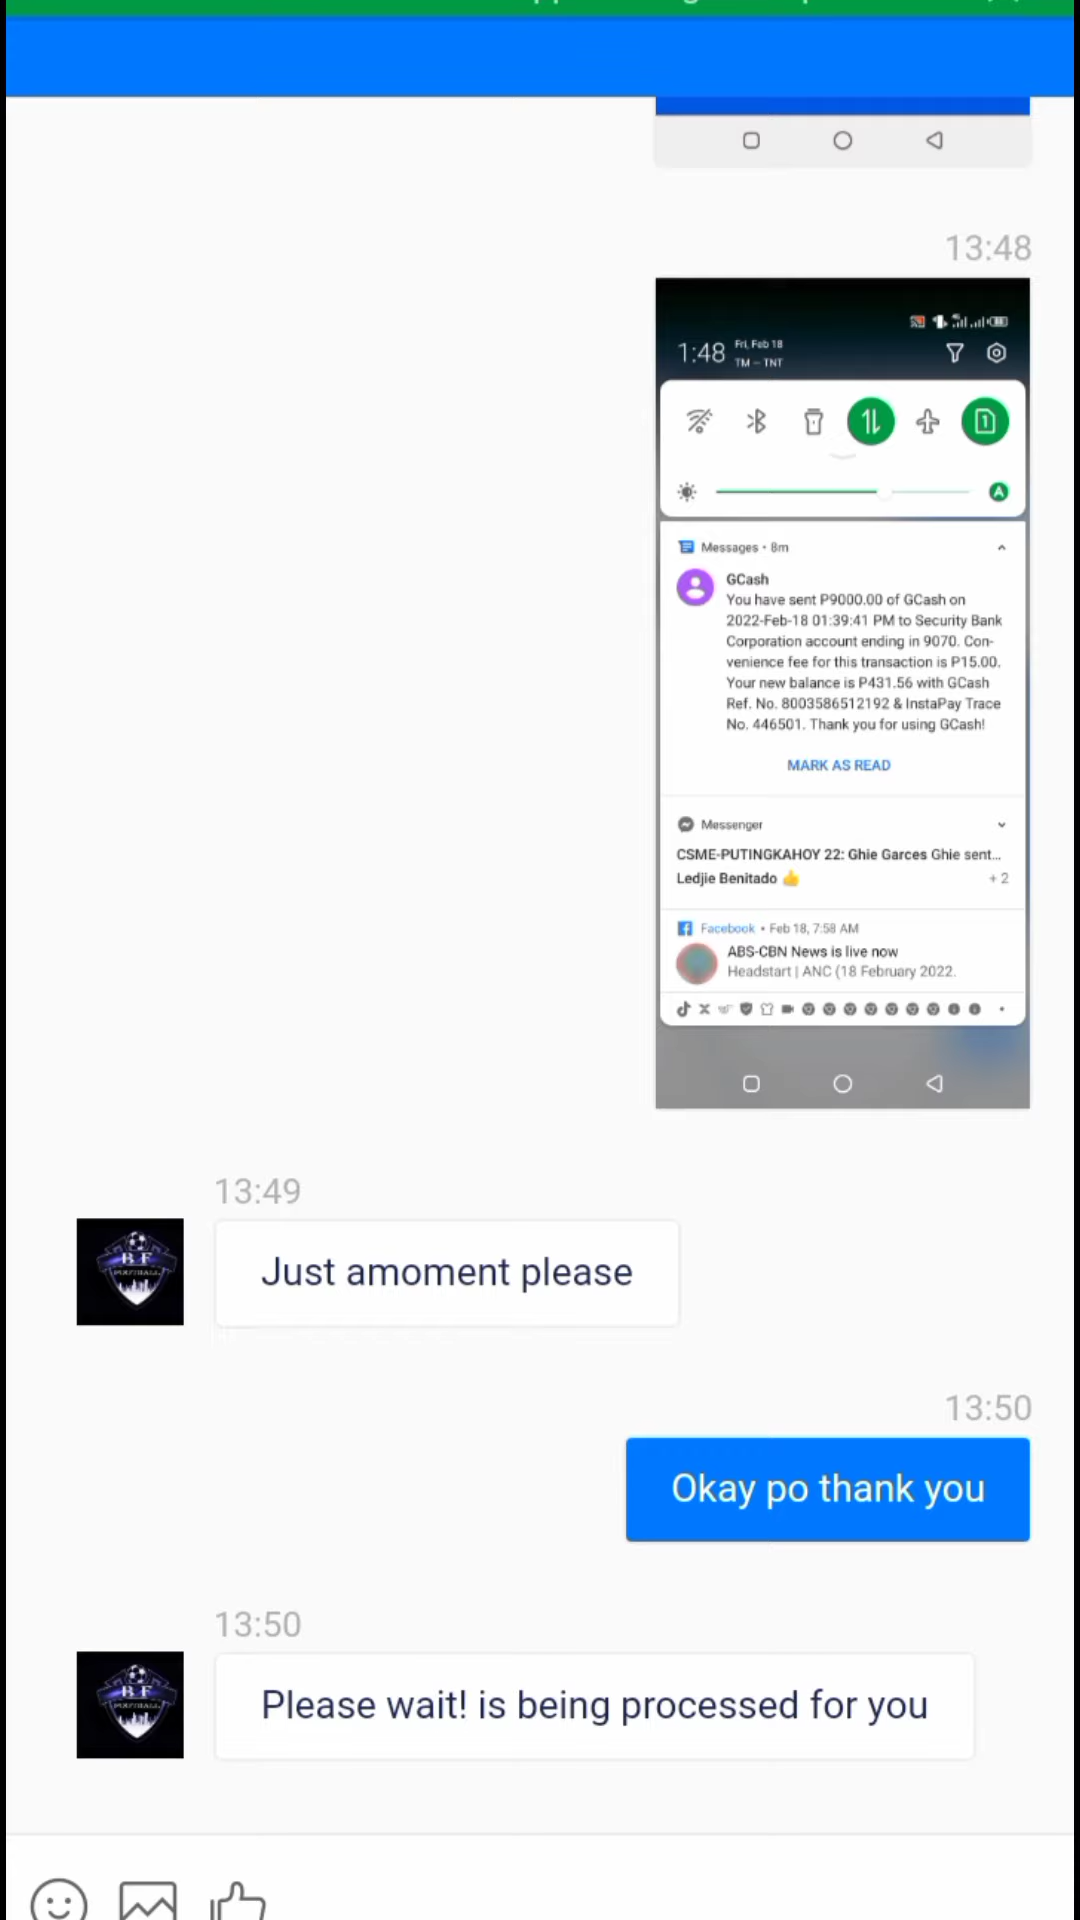 13:48
1:48
Fri, Feb 18
TM — TNT
1
A
Messages • 8m
GCash
You have sent P9000.00 of GCash on
2022-Feb-18 01:39:41 PM to Security Bank
Corporation account ending in 9070. Con-
venience fee for this transaction is P15.00.
Your new balance is P431.56 with GCash
Ref. No. 8003586512192 & InstaPay Trace
No. 446501. Thank you for using GCash!
MARK AS READ
Messenger
CSME-PUTINGKAHOY 22: Ghie Garces Ghie sent...
Ledjie Benitado 👍 + 2
Facebook • Feb 18, 7:58 AM
ABS-CBN News is live now
Headstart | ANC (18 February 2022.
13:49
BF
FOOTBALL
Just amoment please
13:50
Okay po thank you
13:50
BF
FOOTBALL
Please wait! is being processed for you